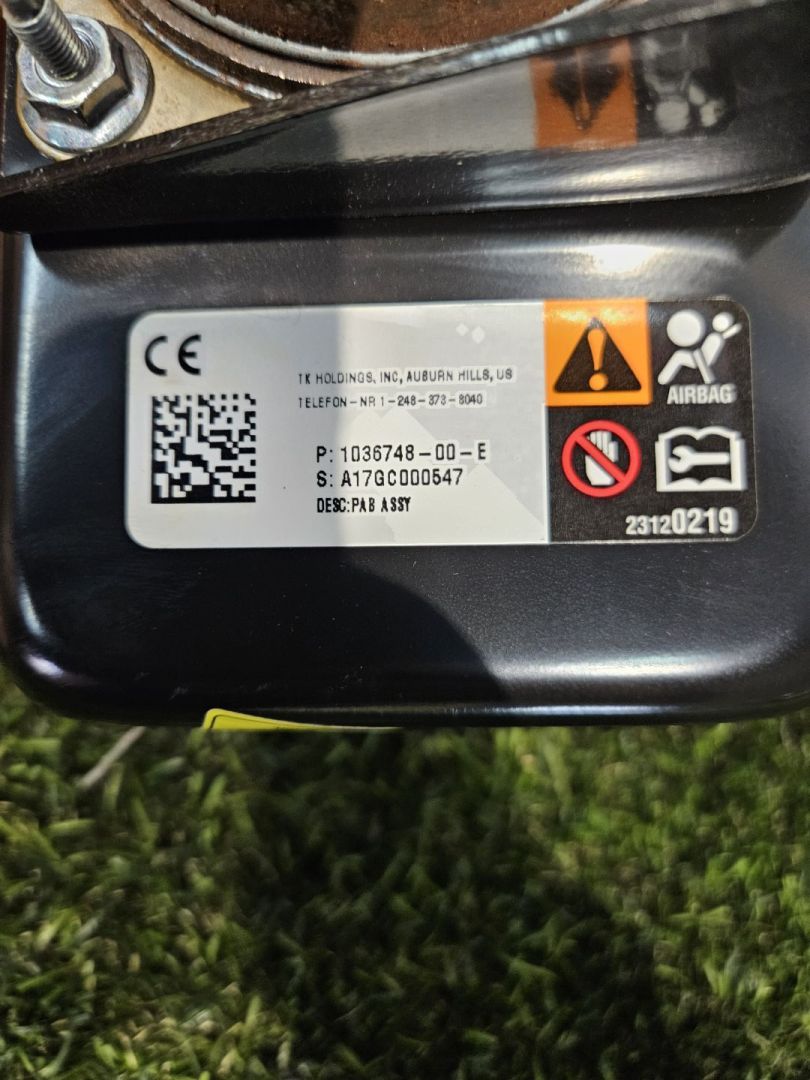 CE
TK HOLDINGS, INC, AUBURN HILLS, US
TELEFON-NR 1-248-373-8040
P: 1036748-00-E
S: A17GC000547
DESC:PAB ASSY
AIRBAG
23120219